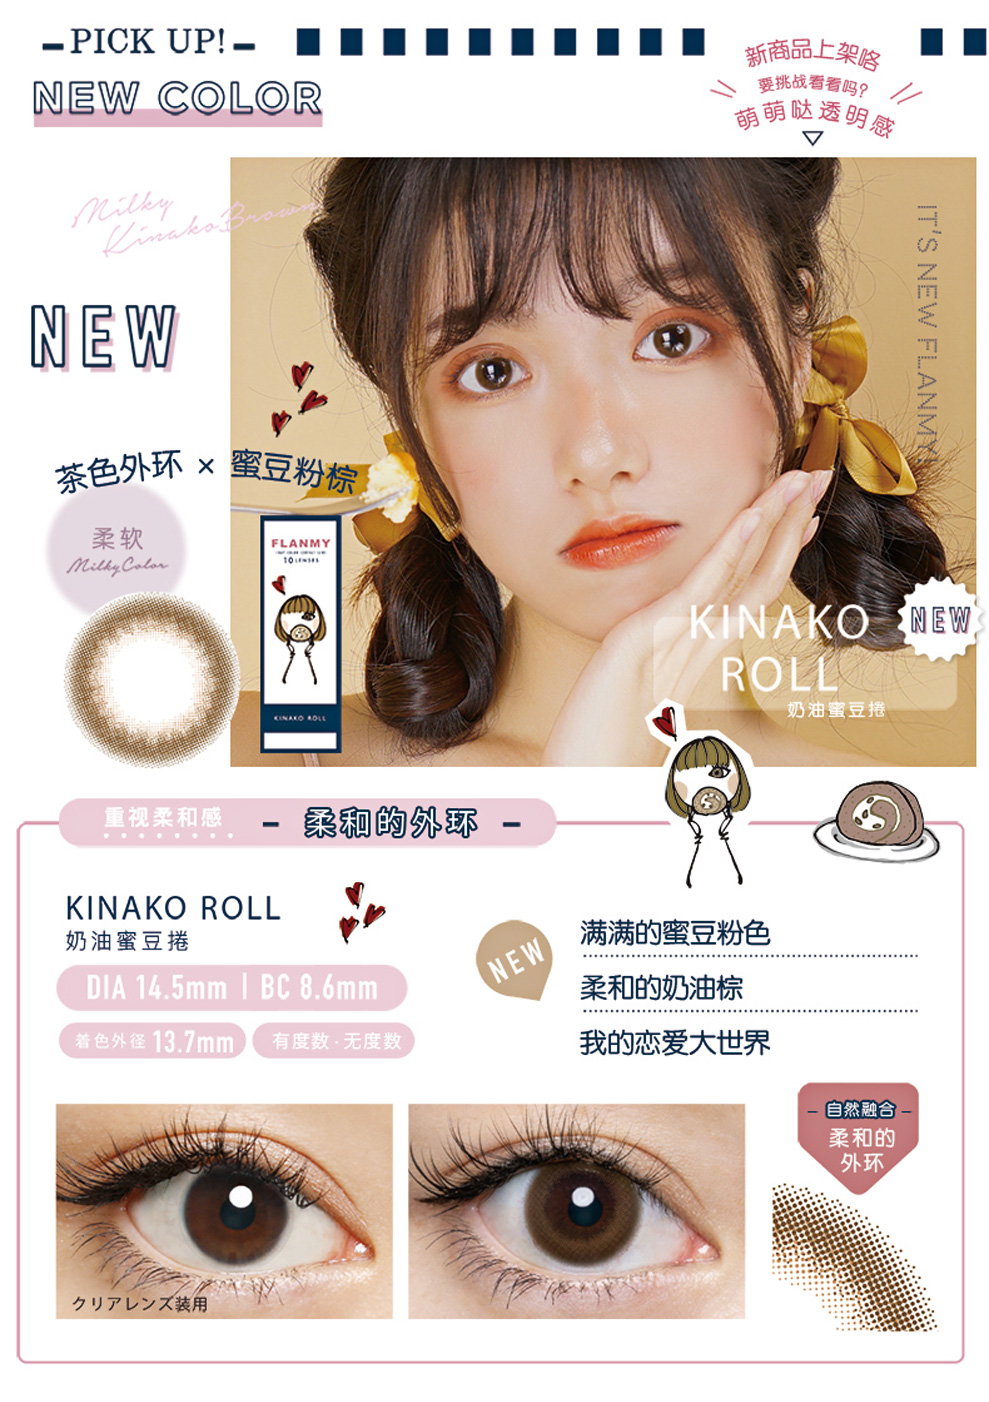 PICK UP!
NEW COLOR
新商品上架咯
要挑战看看吗?
萌萌哒透明感
Milky
Kinako Brown
IT'S NEW FLANMY
NEW
茶色外环 × 蜜豆粉棕
柔软
Milky Color
FLANMY
10 LENSES
KINAKO ROLL
KINAKO
ROLL
奶油蜜豆捲
NEW
重视柔和感
- 柔和的外环 -
KINAKO ROLL
奶油蜜豆捲
DIA 14.5mm | BC 8.6mm
着色外径 13.7mm
有度数·无度数
NEW
满满的蜜豆粉色
柔和的奶油棕
我的恋爱大世界
クリアレンズ装用
- 自然融合 -
柔和的
外环